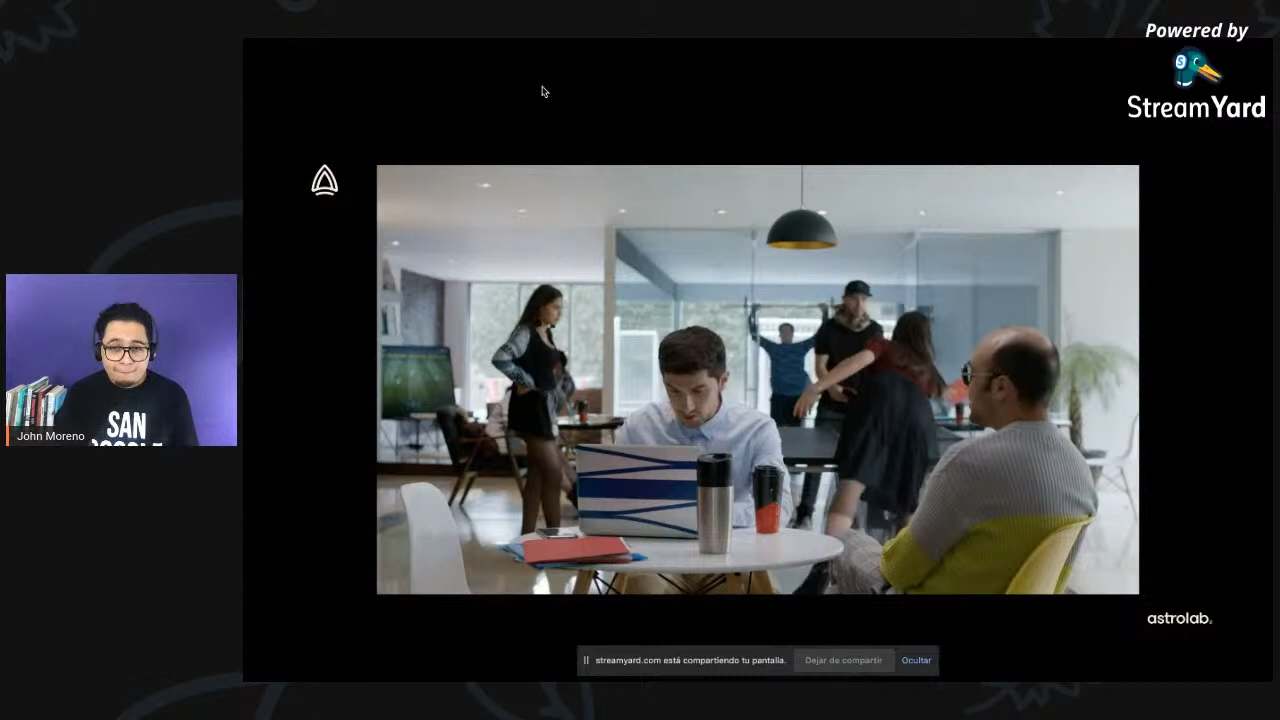 Powered by
StreamYard
SAN
John Moreno
astrolab.
streamyard.com está compartiendo tu pantalla.
Dejar de compartir
Ocultar